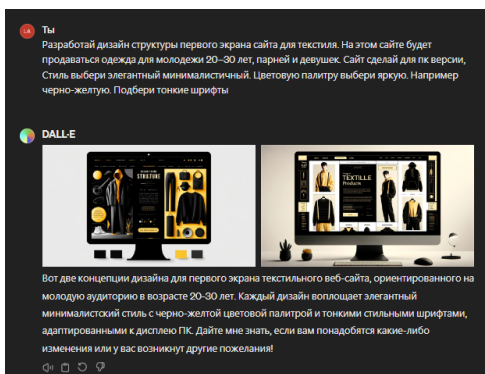 LA
Ты
Разработай дизайн структуры первого экрана сайта для текстиля. На этом сайте будет
продаваться одежда для молодежи 20–30 лет, парней и девушек. Сайт сделай для пк версии,
Стиль выбери элегантный минималистичный. Цветовую палитру выбери яркую. Например
черно-желтую. Подбери тонкие шрифты
DALL·E
STRUITURE
TEXTILLE
Products
Вот две концепции дизайна для первого экрана текстильного веб-сайта, ориентированного на
молодую аудиторию в возрасте 20-30 лет. Каждый дизайн воплощает элегантный
минималистский стиль с черно-желтой цветовой палитрой и тонкими стильными шрифтами,
адаптированными к дисплею ПК. Дайте мне знать, если вам понадобятся какие-либо
изменения или у вас возникнут другие пожелания!